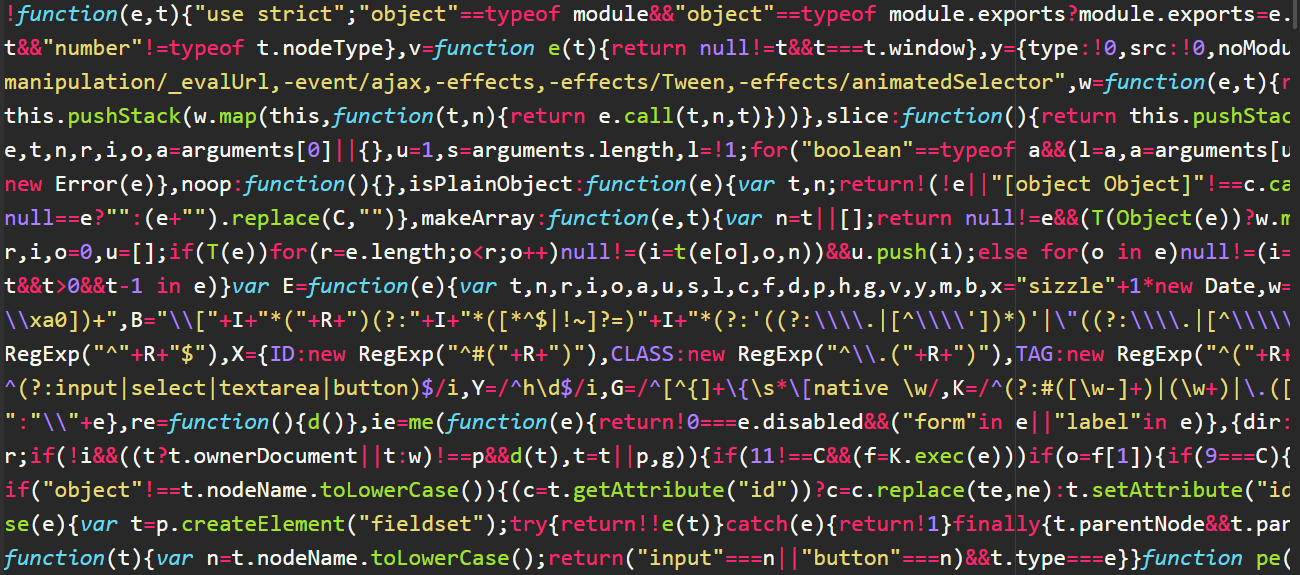 !function(e,t){"use strict";"object"==typeof module&&"object"==typeof module.exports?module.exports=e.
t&&"number"!=typeof t.nodeType},v=function e(t){return null!=t&&t===t.window},y={type:!0,src:!0,noModu
manipulation/_evalUrl,-event/ajax,-effects,-effects/Tween,-effects/animatedSelector",w=function(e,t){r
this.pushStack(w.map(this,function(t,n){return e.call(t,n,t)}))},slice:function(){return this.pushStac
e,t,n,r,i,o,a=arguments[0]||{},u=1,s=arguments.length,l=!1;for("boolean"==typeof a&&(l=a,a=arguments[u
new Error(e)},noop:function(){},isPlainObject:function(e){var t,n;return!(!e||"[object Object]"!==c.ca
null==e?"":(e+"").replace(C,"")},makeArray:function(e,t){var n=t||[];return null!=e&&(T(Object(e))?w.m
r,i,o=0,u=[];if(T(e))for(r=e.length;o<r;o++)null!=(i=t(e[o],o,n))&&u.push(i);else for(o in e)null!=(i=
t&&t>0&&t-1 in e)}var E=function(e){var t,n,r,i,o,a,u,s,l,c,f,d,p,h,g,v,y,m,b,x="sizzle"+1*new Date,w=
\\xa0])+",B="\\["+I+"*("+R+")(?:"+I+"*([*^$|!~]?=)"+I+"*(?:'((?:\\\\.|[^\\\\'])*)'|\"((?:\\\\.|[^\\\\\
RegExp("^"+R+"$"),X={ID:new RegExp("^#("+R+")"),CLASS:new RegExp("^\\.("+R+")"),TAG:new RegExp("^("+R+
^(?:input|select|textarea|button)$/i,Y=/^h\d$/i,G=/^[^{]+\{\s*\[native \w/,K=/^(?:#([\w-]+)|(\w+)|\.([
":"\\"+e},re=function(){d()},ie=me(function(e){return!0===e.disabled&&("form"in e||"label"in e)},{dir:
r;if(!i&&((t?t.ownerDocument||t:w)!==p&&d(t),t=t||p,g)){if(11!==C&&(f=K.exec(e)))if(o=f[1]){if(9===C){
if("object"!==t.nodeName.toLowerCase()){(c=t.getAttribute("id"))?c=c.replace(te,ne):t.setAttribute("id
se(e){var t=p.createElement("fieldset");try{return!!e(t)}catch(e){return!1}finally{t.parentNode&&t.par
function(t){var n=t.nodeName.toLowerCase();return("input"===n||"button"===n)&&t.type===e}}function pe(